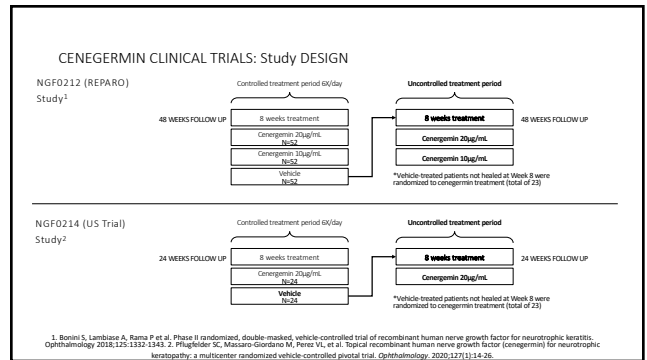 CENEGERMIN CLINICAL TRIALS: Study DESIGN
NGF0212 (REPARO)
Study1
Controlled treatment period 6X/day
Uncontrolled treatment period
48 WEEKS FOLLOW UP
8 weeks treatment
8 weeks treatment
48 WEEKS FOLLOW UP
Cenegermin 20µg/mL
N=52
Cenegermin 20µg/mL
Cenegermin 10µg/mL
N=52
Cenegermin 10µg/mL
Vehicle
N=52
*Vehicle-treated patients not healed at Week 8 were
randomized to cenegermin treatment (total of 23)
NGF0214 (US Trial)
Study2
Controlled treatment period 6X/day
Uncontrolled treatment period
24 WEEKS FOLLOW UP
8 weeks treatment
8 weeks treatment
24 WEEKS FOLLOW UP
Cenegermin 20µg/mL
N=24
Cenegermin 20µg/mL
Vehicle
N=24
*Vehicle-treated patients not healed at Week 8 were
randomized to cenegermin treatment (total of 23)
1. Bonini S, Lambiase A, Rama P et al. Phase II randomized, double-masked, vehicle-controlled trial of recombinant human nerve growth factor for neurotrophic keratitis.
Ophthalmology 2018;125:1332-1343. 2. Pflugfelder SC, Massaro-Giordano M, Perez VL, et al. Topical recombinant human nerve growth factor (cenegermin) for neurotrophic
keratopathy: a multicenter randomized vehicle-controlled pivotal trial. Ophthalmology. 2020;127(1):14-26.